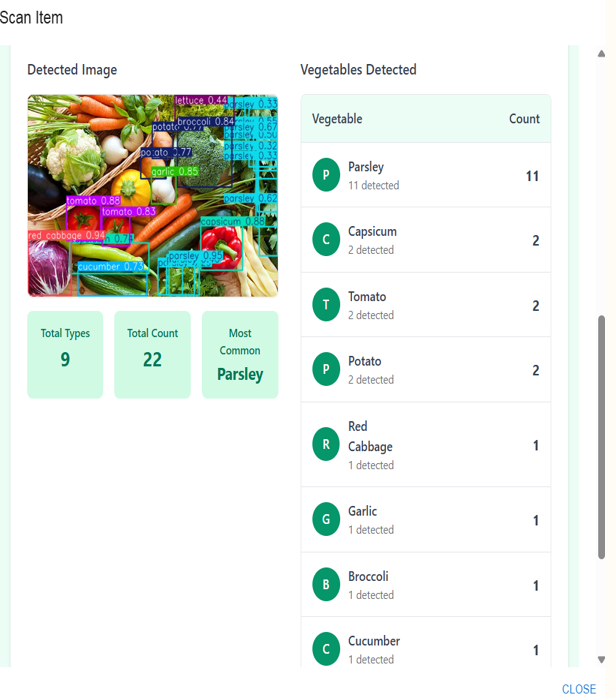 Scan Item
Detected Image
lettuce 0.44
parsley 0.33
broccoli 0.84
parsley 0.67
potato 0.77
parsley 0.32
parsley 0.33
potato 0.77
garlic 0.85
tomato 0.88
parsley 0.62
tomato 0.83
capsicum 0.88
red_cabbage 0.94
parsley 0.95
cucumber 0.73
Total Types
9
Total Count
22
Most
Common
Parsley
Vegetables Detected
Vegetable Count
P Parsley 11
11 detected
C Capsicum 2
2 detected
T Tomato 2
2 detected
P Potato 2
2 detected
Red
R Cabbage 1
1 detected
G Garlic 1
1 detected
B Broccoli 1
1 detected
C Cucumber 1
1 detected
CLOSE